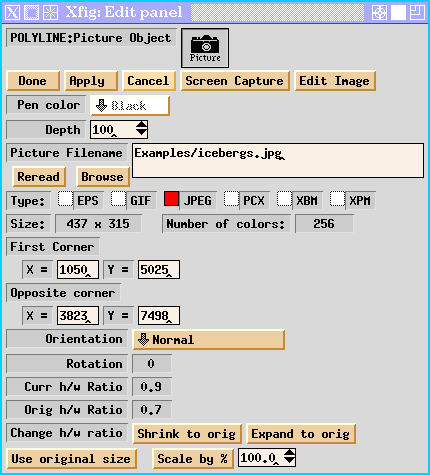 Xfig: Edit panel
POLYLINE:Picture Object
Picture
Done Apply Cancel Screen Capture Edit Image
Pen color Black
Depth 100
Picture Filename Examples/icebergs.jpg
Reread Browse
Type: EPS GIF JPEG PCX XBM XPM
Size: 437 x 315 Number of colors: 256
First Corner
X = 1050 Y = 5025
Opposite corner
X = 3823 Y = 7498
Orientation Normal
Rotation 0
Curr h/w Ratio 0.9
Orig h/w Ratio 0.7
Change h/w ratio Shrink to orig Expand to orig
Use original size Scale by % 100.0